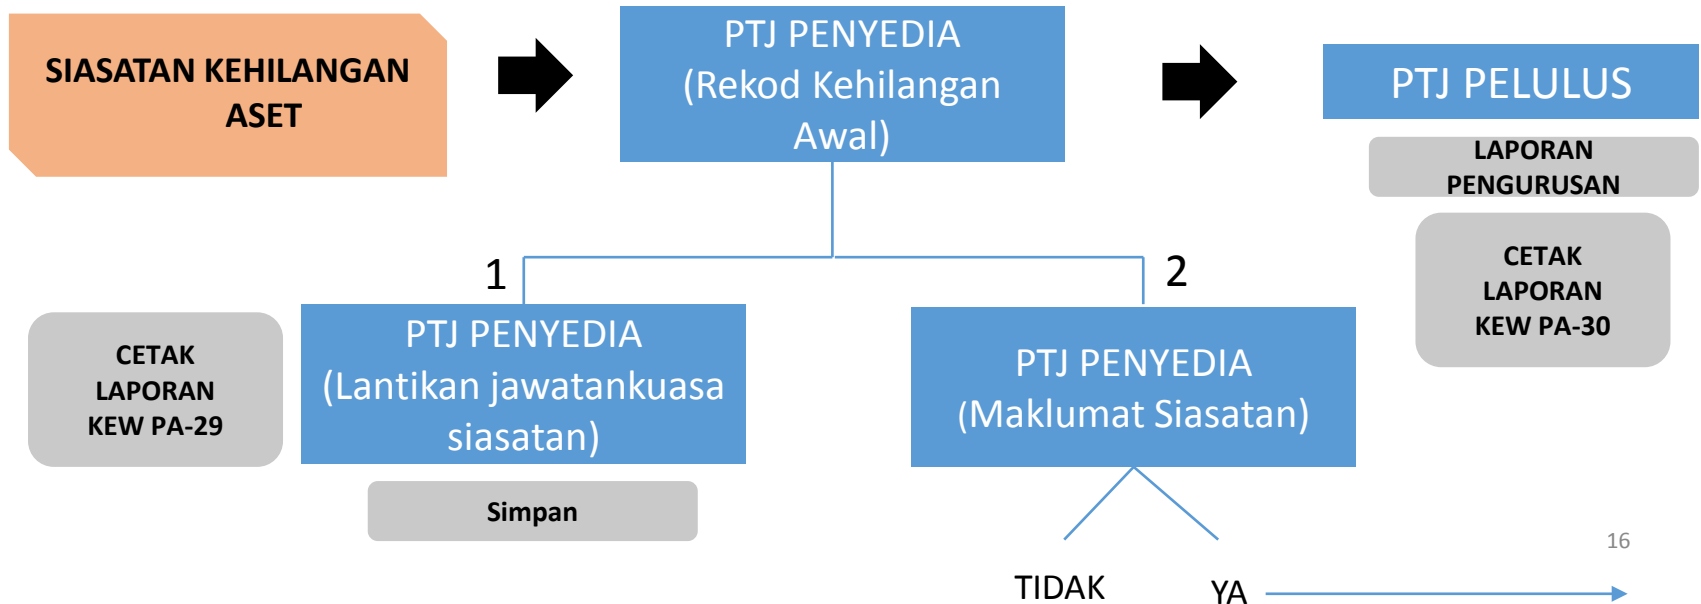 SIASATAN KEHILANGAN
ASET
PTJ PENYEDIA
(Rekod Kehilangan
Awal)
PTJ PELULUS
LAPORAN
PENGURUSAN
CETAK
LAPORAN
KEW PA-30
1
2
CETAK
LAPORAN
KEW PA-29
PTJ PENYEDIA
(Lantikan jawatankuasa
siasatan)
Simpan
PTJ PENYEDIA
(Maklumat Siasatan)
TIDAK
YA
16